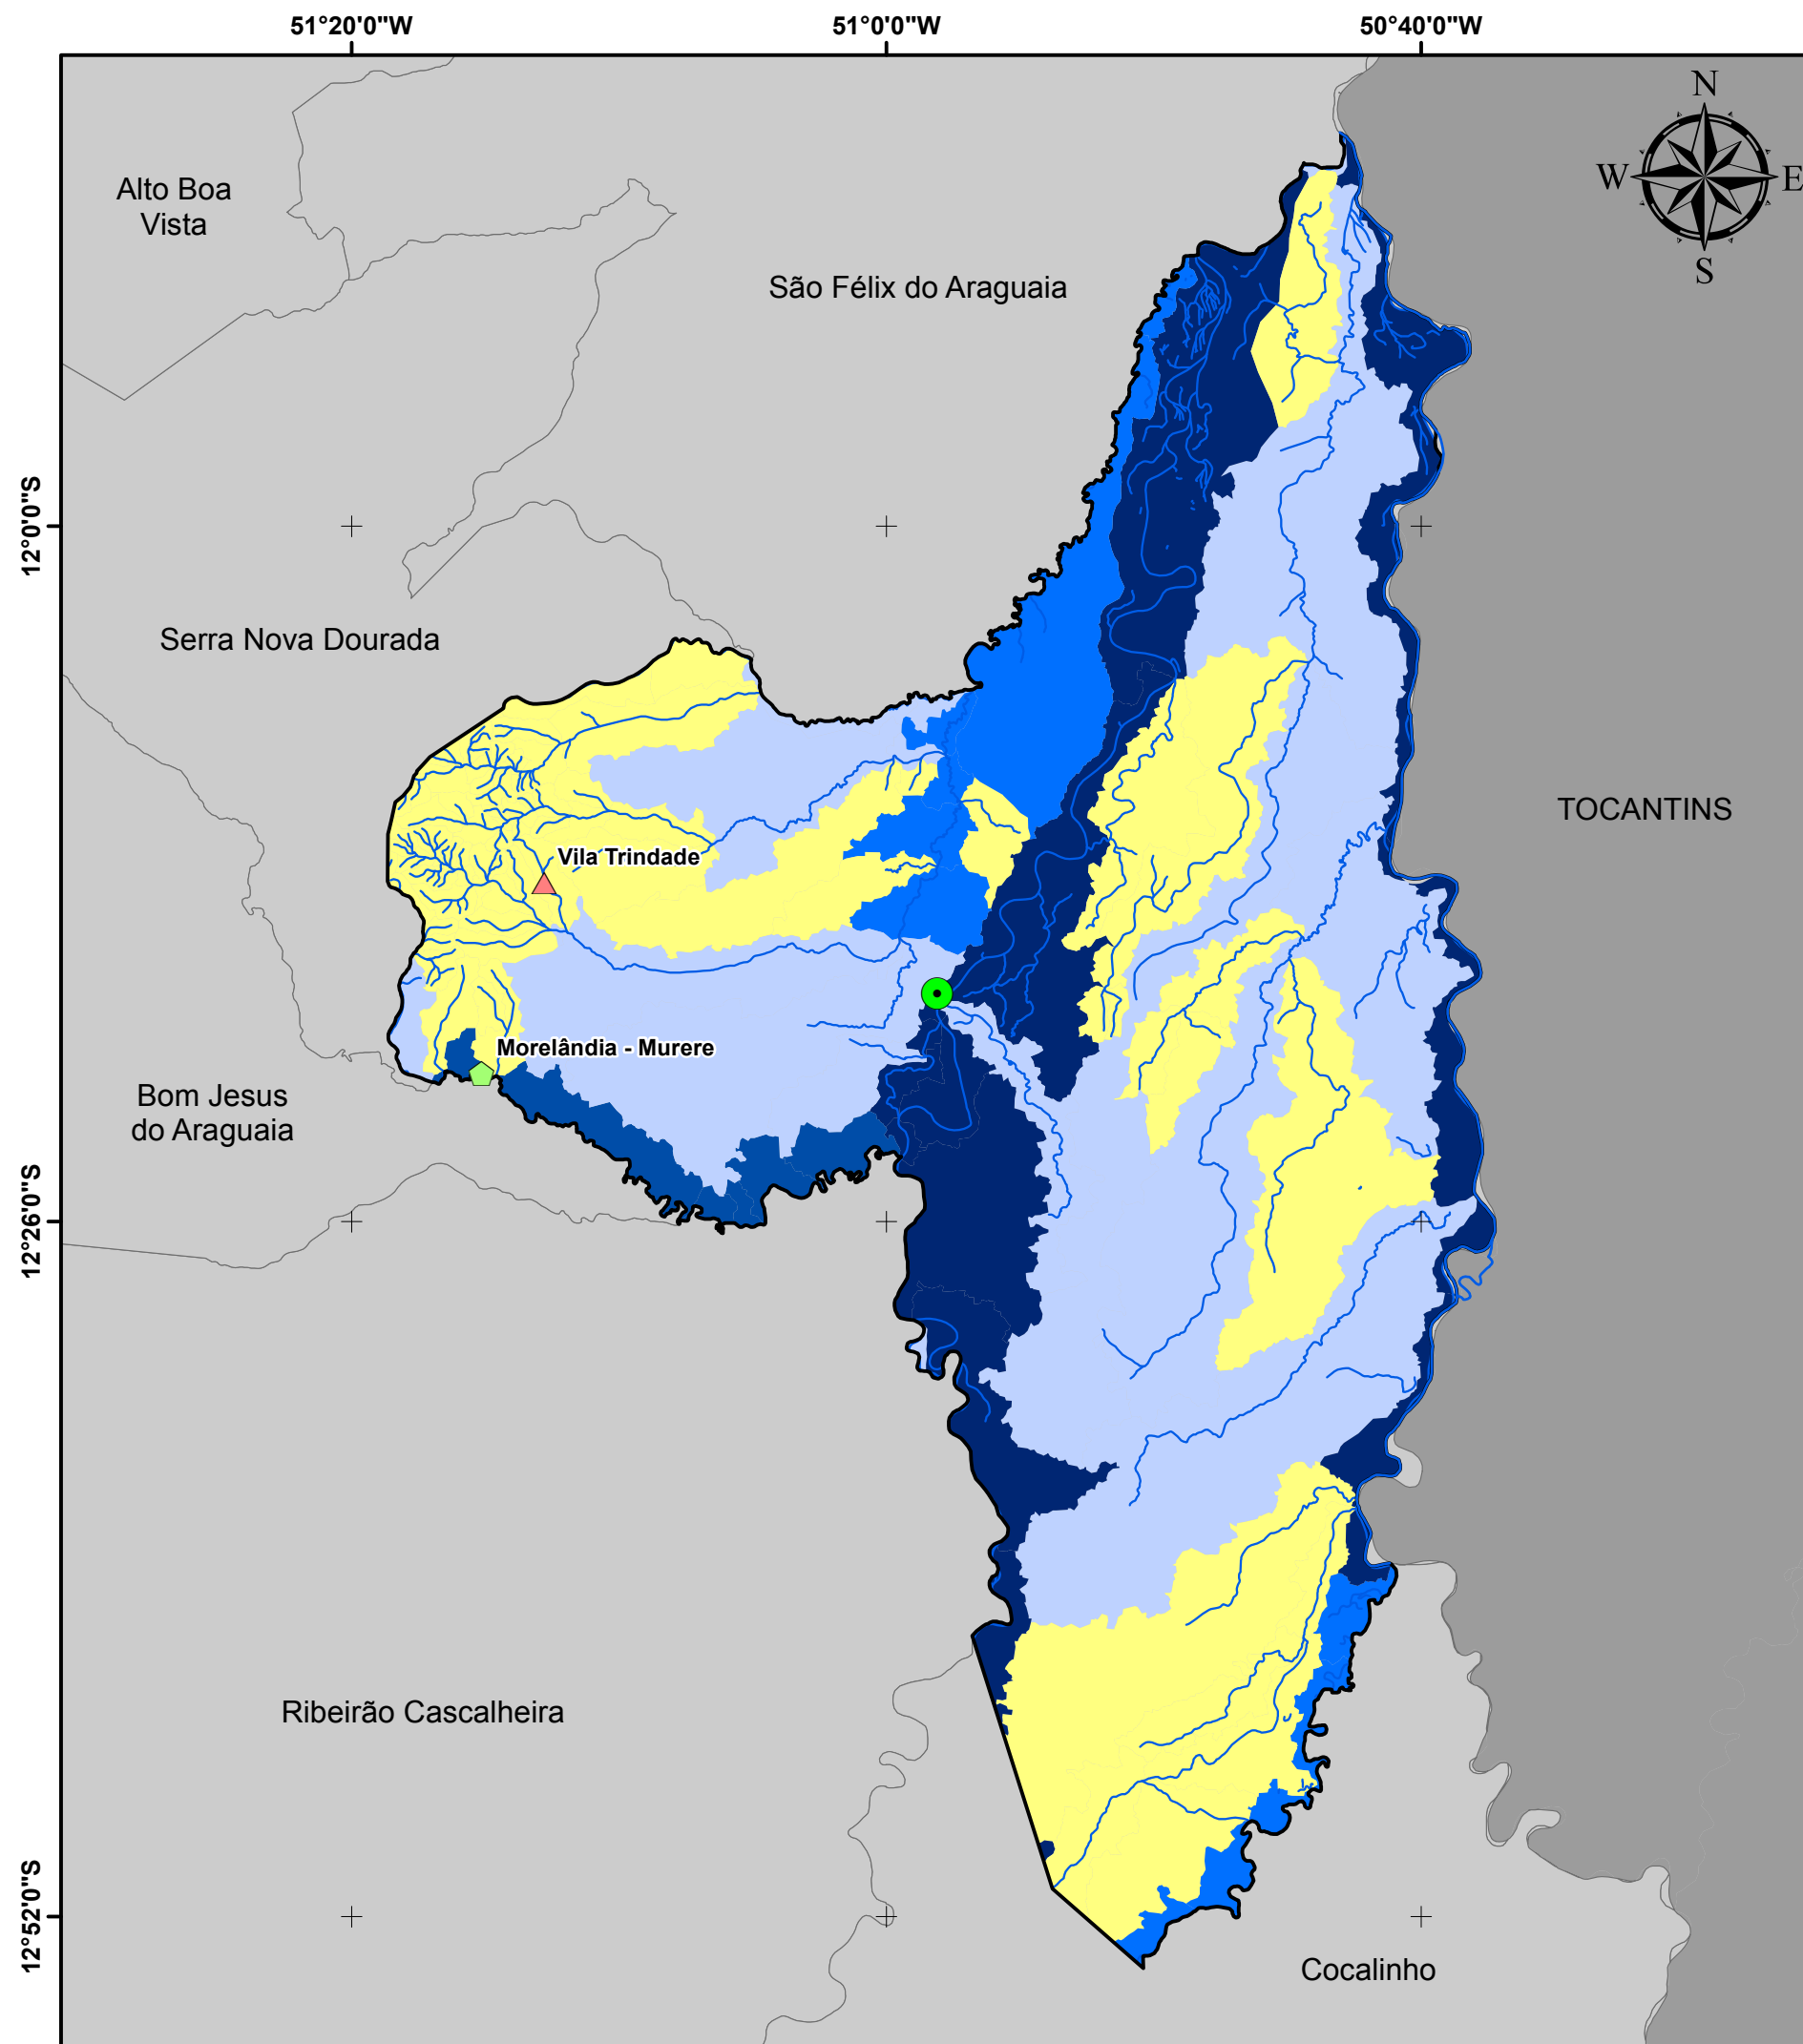 51°20'0"W
51°0'0"W
50°40'0"W
N
W
E
S
Alto Boa
Vista
São Félix do Araguaia
12°0'0"S
Serra Nova Dourada
TOCANTINS
Vila Trindade
Morelândia - Murere
Bom Jesus
do Araguaia
12°26'0"S
Ribeirão Cascalheira
12°52'0"S
Cocalinho